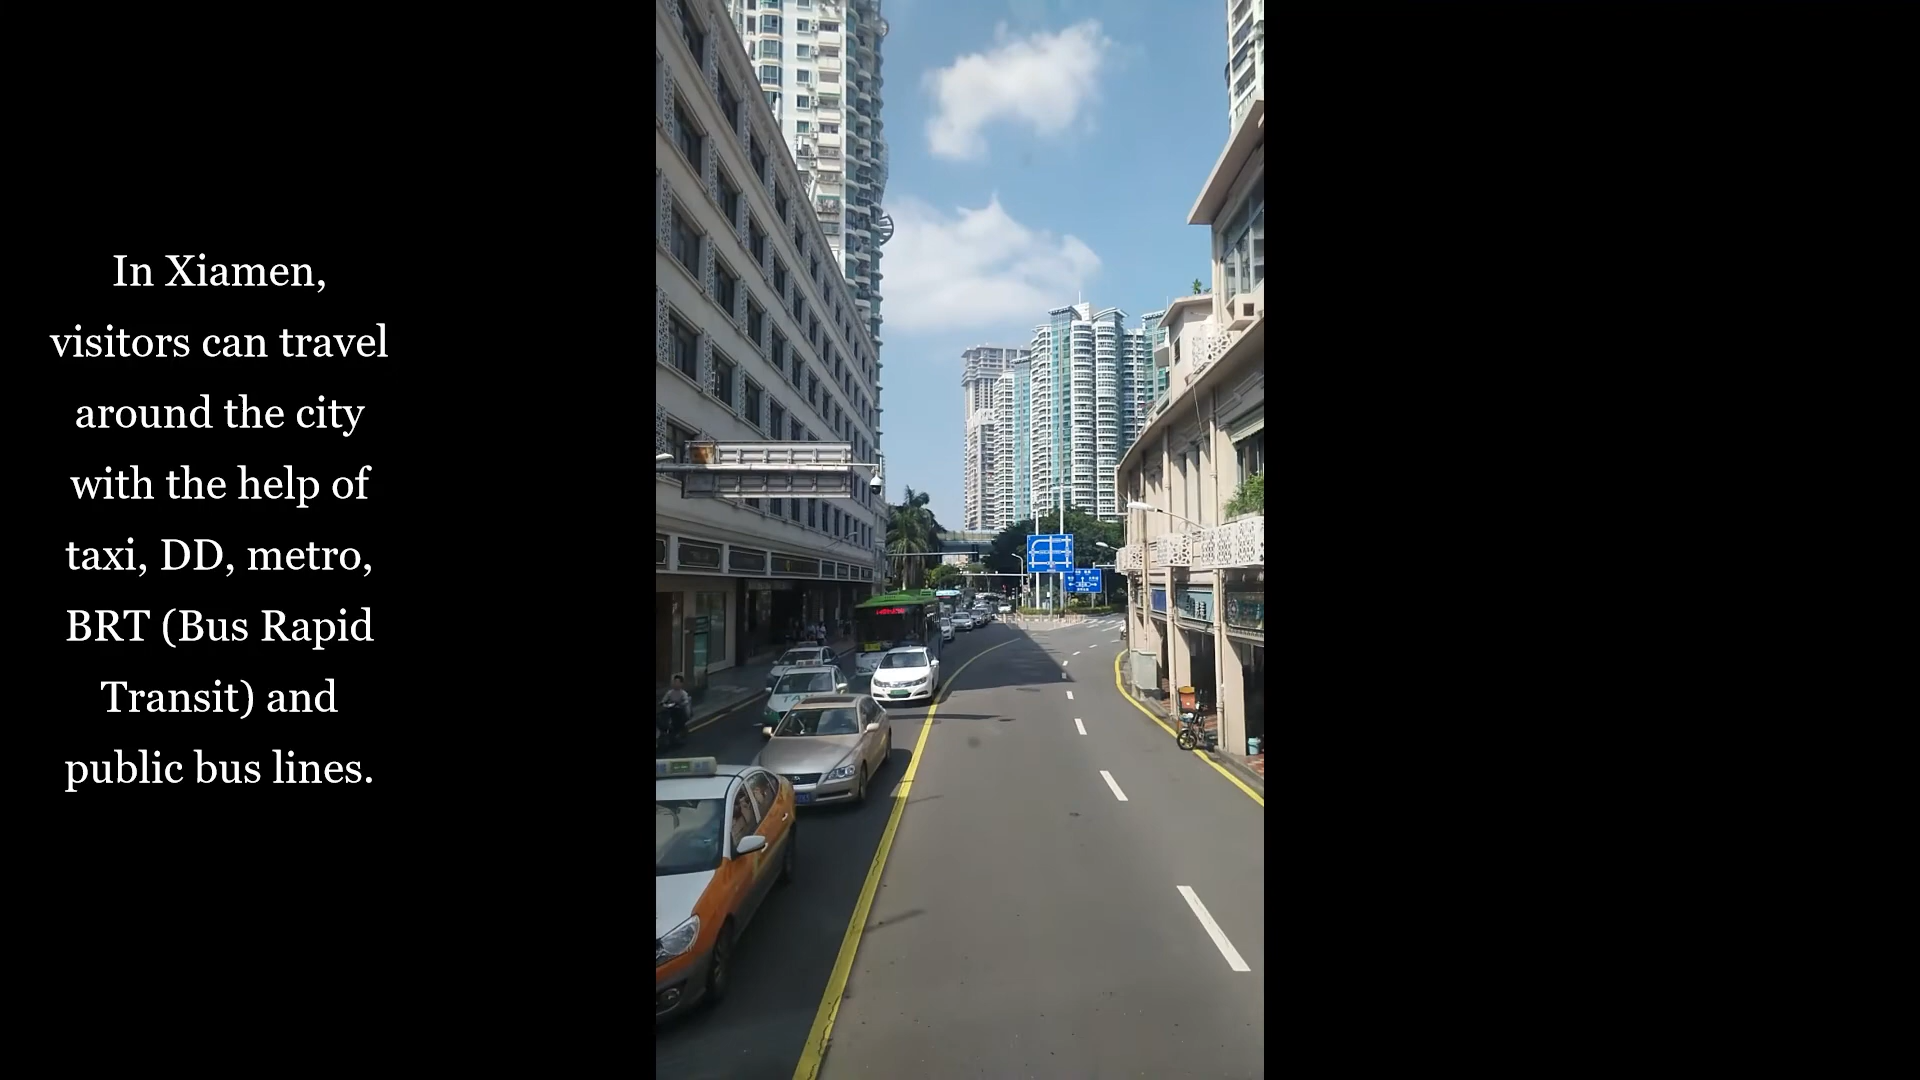 In Xiamen,
visitors can travel
around the city
with the help of
taxi, DD, metro,
BRT (Bus Rapid
Transit) and
public bus lines.
TAXI